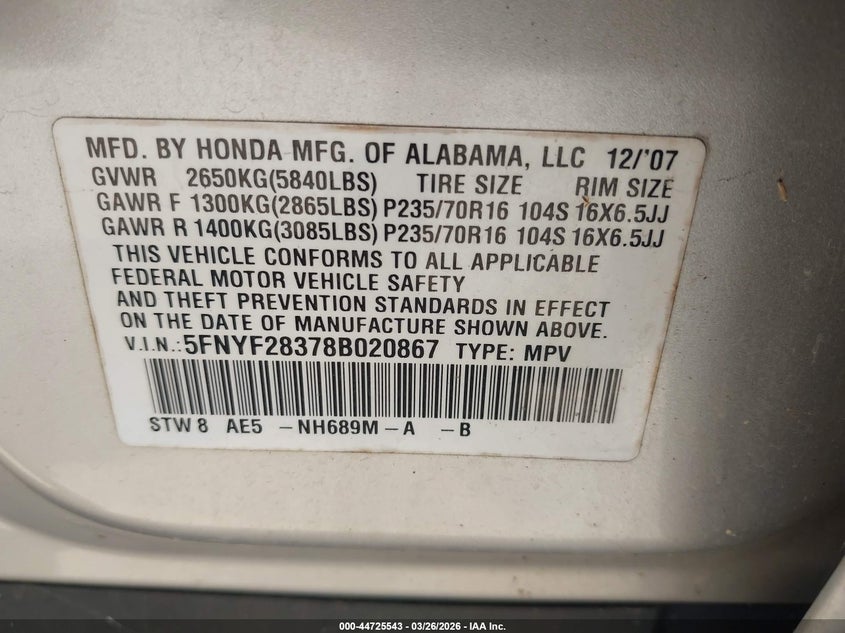 MFD. BY HONDA MFG. OF ALABAMA, LLC 12/'07
GVWR 2650KG(5840LBS) TIRE SIZE RIM SIZE
GAWR F 1300KG(2865LBS) P235/70R16 104S 16X6.5JJ
GAWR R 1400KG(3085LBS) P235/70R16 104S 16X6.5JJ
THIS VEHICLE CONFORMS TO ALL APPLICABLE
FEDERAL MOTOR VEHICLE SAFETY
AND THEFT PREVENTION STANDARDS IN EFFECT
ON THE DATE OF MANUFACTURE SHOWN ABOVE.
V.I.N.: 5FNYF28378B020867 TYPE: MPV
STW 8 AE5 –NH689M–A –B
000-44725543 | 03/26/2026 – IAA Inc.